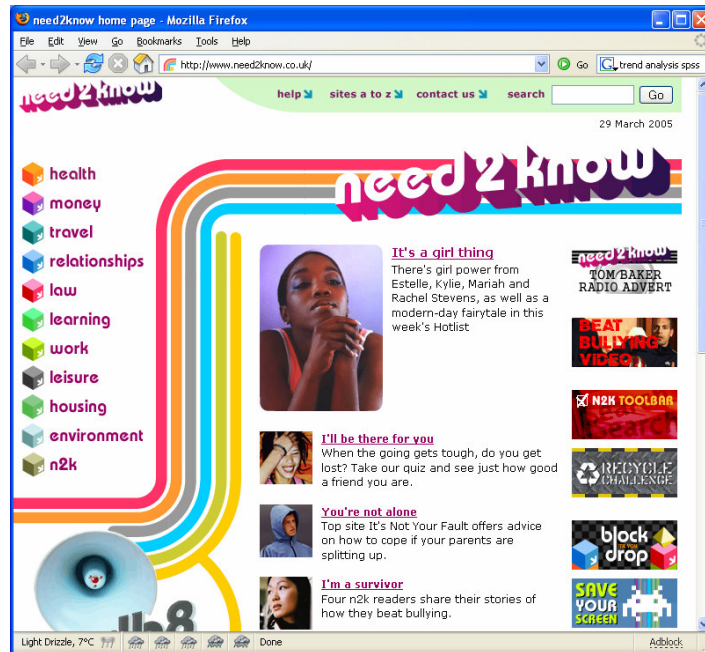 need2know home page - Mozilla Firefox
File Edit View Go Bookmarks Tools Help
http://www.need2know.co.uk/ Go G trend analysis spss
need2know
help sites a to z contact us search Go
29 March 2005
need2know
health
money
travel
relationships
law
learning
work
leisure
housing
environment
n2k
It's a girl thing
There's girl power from
Estelle, Kylie, Mariah and
Rachel Stevens, as well as a
modern-day fairytale in this
week's Hotlist
I'll be there for you
When the going gets tough, do you get
lost? Take our quiz and see just how good
a friend you are.
You're not alone
Top site It's Not Your Fault offers advice
on how to cope if your parents are
splitting up.
I'm a survivor
Four n2k readers share their stories of
how they beat bullying.
need2know
TOM BAKER
RADIO ADVERT
BEAT
BULLYING
VIDEO
N2K TOOLBAR
Search
RECYCLE
CHALLENGE
block
drop
SAVE
YOUR
SCREEN
Light Drizzle, 7°C Done Adblock